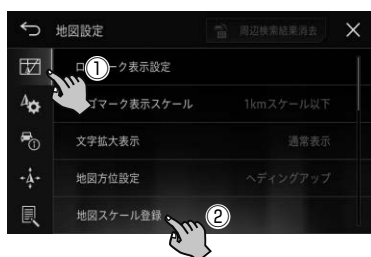 地図設定
周辺検索結果消去
ロ ーク表示設定
①
ゴマーク表示スケール 1kmスケール以下
文字拡大表示 通常表示
地図方位設定 ヘディングアップ
地図スケール登録
②